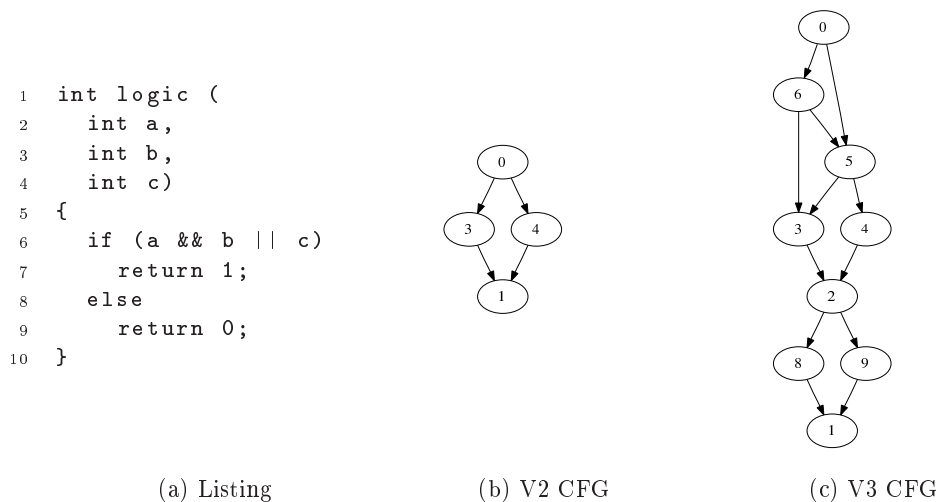 1 int logic (
2 int a,
3 int b,
4 int c)
5 {
6 if (a && b || c)
7 return 1;
8 else
9 return 0;
10 }
(a) Listing
0
3 4
1
(b) V2 CFG
0
6
5
3 4
2
8 9
1
(c) V3 CFG